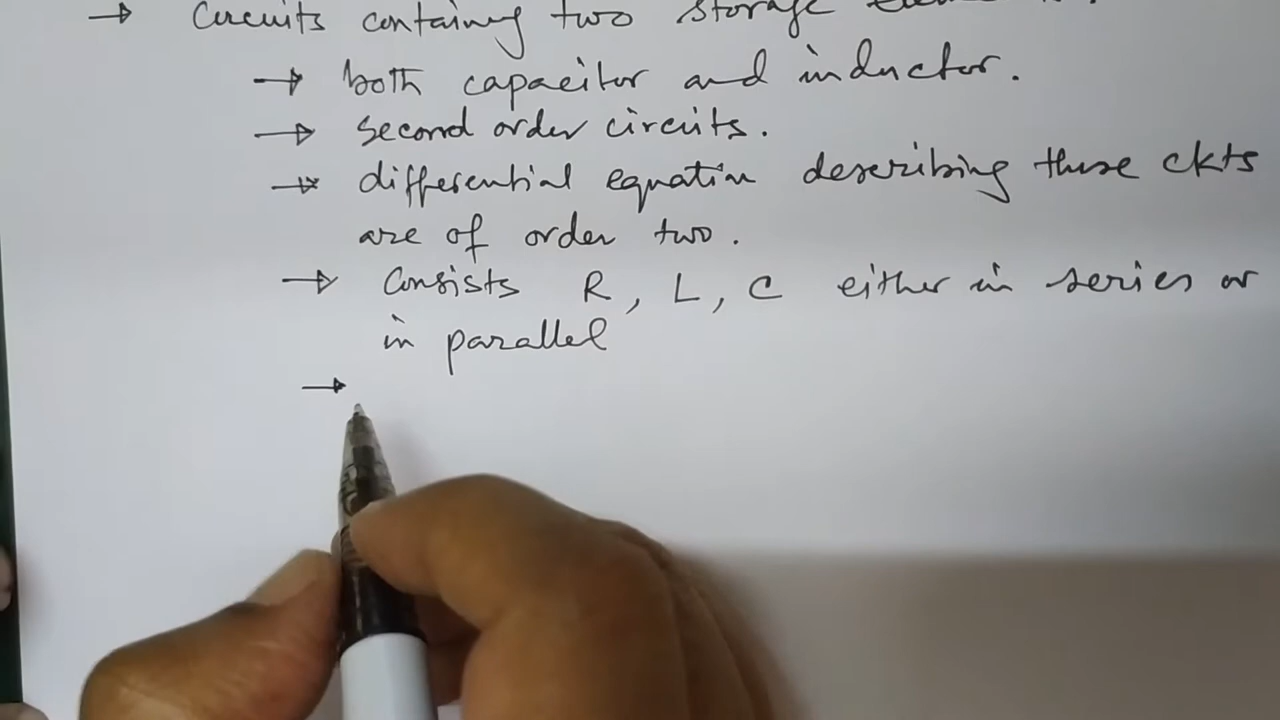 → Circuits containing two storage
→ both capacitor and inductor.
→ Second order circuits.
→ differential equation describing these ckts
are of order two.
→ Consists R, L, C either in series or
in parallel
→